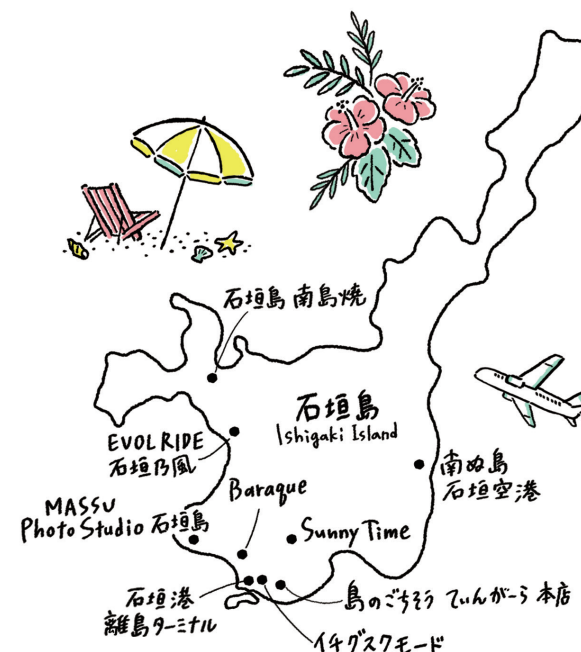 石垣島 南島焼
石垣島
Ishigaki Island
EVOL RIDE
石垣乃風
南ぬ島
石垣空港
Baraque
MASSU
Photo Studio 石垣島
Sunny Time
石垣港
離島ターミナル
島のごちそう てぃんがーら 本店
イチグスクモード